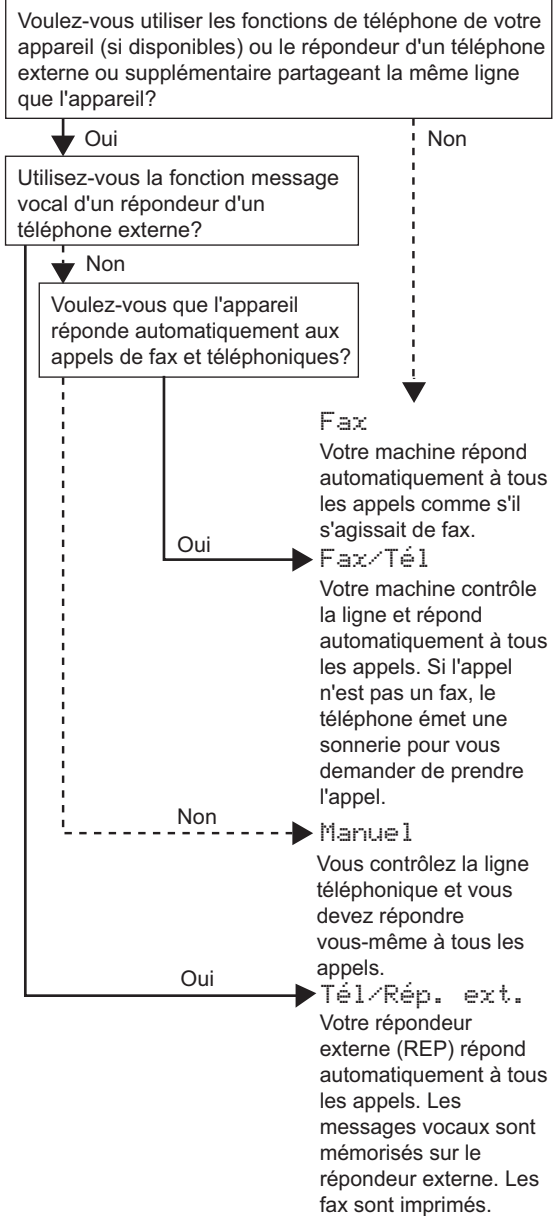 Voulez-vous utiliser les fonctions de téléphone de votre
appareil (si disponibles) ou le répondeur d'un téléphone
externe ou supplémentaire partageant la même ligne
que l'appareil?
Oui
Non
Utilisez-vous la fonction message
vocal d'un répondeur d'un
téléphone externe?
Non
Voulez-vous que l'appareil
réponde automatiquement aux
appels de fax et téléphoniques?
Fax
Votre machine répond
automatiquement à tous
les appels comme s'il
s'agissait de fax.
Oui
Fax/Tél
Votre machine contrôle
la ligne et répond
automatiquement à tous
les appels. Si l'appel
n'est pas un fax, le
téléphone émet une
sonnerie pour vous
demander de prendre
l'appel.
Non
Manuel
Vous contrôlez la ligne
téléphonique et vous
devez répondre
vous-même à tous les
appels.
Oui
Tél/Rép. ext.
Votre répondeur
externe (REP) répond
automatiquement à tous
les appels. Les
messages vocaux sont
mémorisés sur le
répondeur externe. Les
fax sont imprimés.